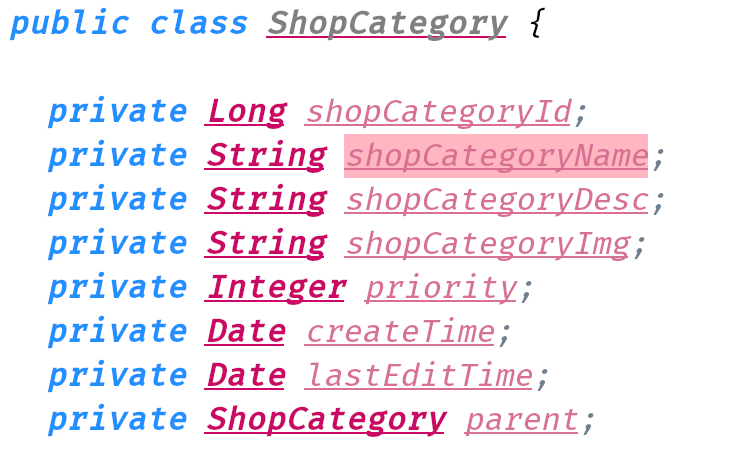 public class ShopCategory {
private Long shopCategoryId;
private String shopCategoryName;
private String shopCategoryDesc;
private String shopCategoryImg;
private Integer priority;
private Date createTime;
private Date lastEditTime;
private ShopCategory parent;